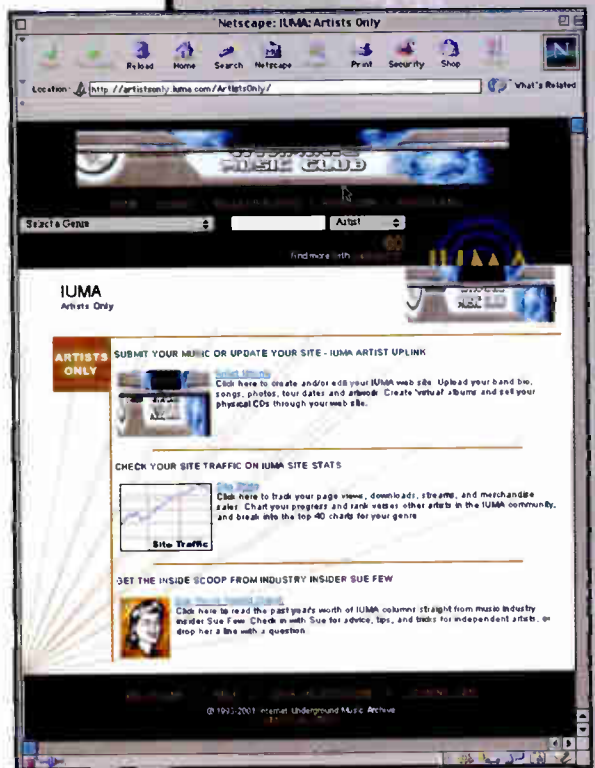 Netscape: IUMA: Artists Only
Reload Home Search Netscape Print Security Shop
N
Location: http://artistsonly.iuma.com/ArtistsOnly/ What's Related
MUSIC CLUB
Select a Genre Artist
GO
Find more with
IUMA
IUMA
Artists Only
ARTISTS ONLY
SUBMIT YOUR MUSIC OR UPDATE YOUR SITE - IUMA ARTIST UPLINK
Artist Uplink
Click here to create and/or edit your IUMA web site. Upload your band bio,
songs, photos, tour dates and artwork. Create 'virtual' albums and sell your
physical CDs through your web site.
CHECK YOUR SITE TRAFFIC ON IUMA SITE STATS
Site Stats
Click here to track your page views, downloads, streams, and merchandise
sales. Chart your progress and rank verses other artists in the IUMA community,
and break into the top 40 charts for your genre.
Site Traffic
GET THE INSIDE SCOOP FROM INDUSTRY INSIDER SUE FEW
Click here to read the past year's worth of IUMA columns straight from music industry
insider Sue Few. Check in with Sue for advice, tips, and tricks for independent artists, or
drop her a line with a question.
© 1993-2001 Internet Underground Music Archive